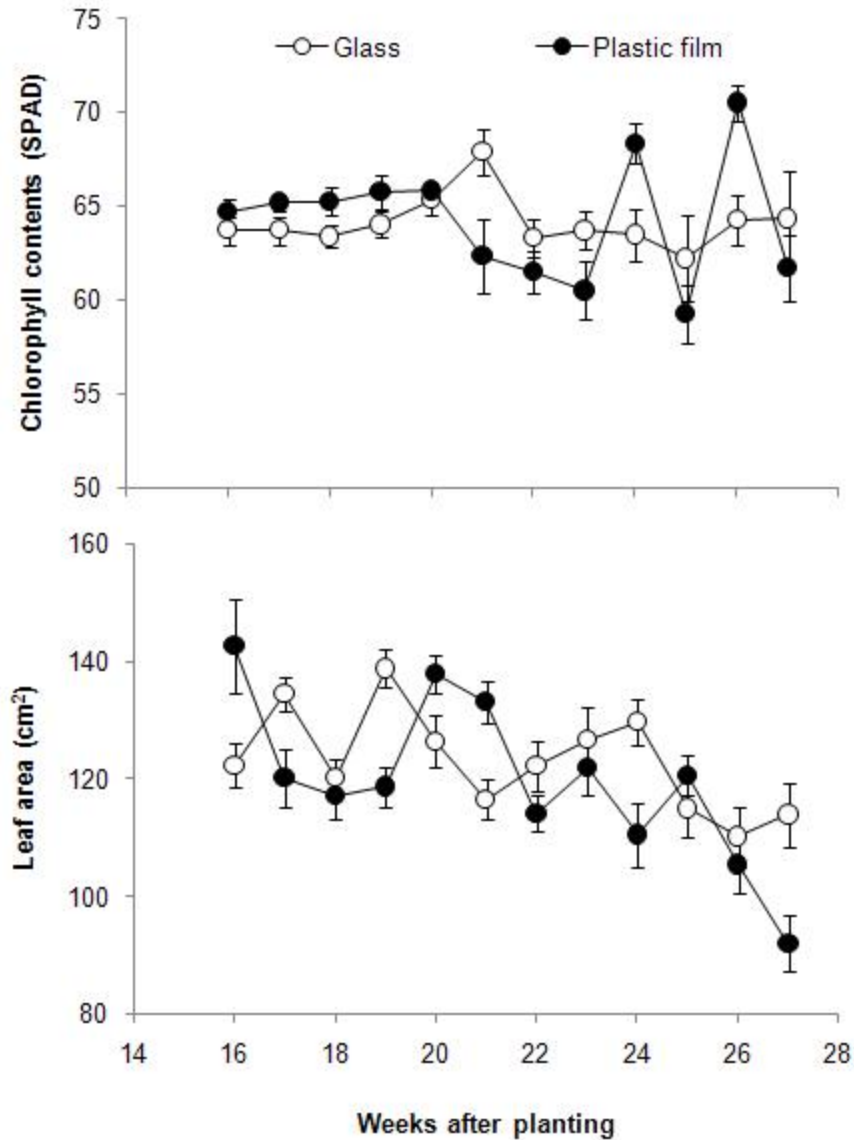 75
Glass Plastic film
70
65
60
55
50
Chlorophyll contents (SPAD)
160
140
120
100
80
Leaf area (cm²)
14 16 18 20 22 24 26 28
Weeks after planting